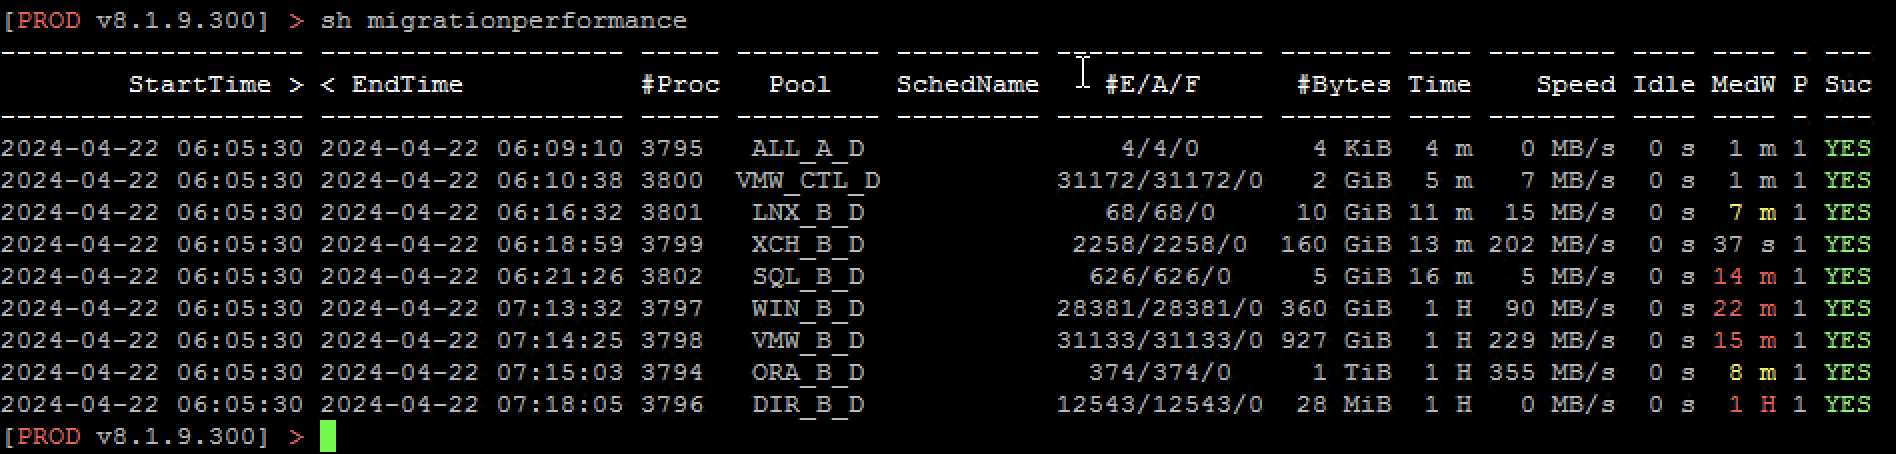 [PROD v8.1.9.300] > sh migrationperformance
------------------- ------------------- ----- --------- --------- ------------- ------- ---- -------- ---- ---- - ---
        StartTime > < EndTime           #Proc   Pool    SchedName    #E/A/F      #Bytes Time    Speed Idle MedW P Suc
------------------- ------------------- ----- --------- --------- ------------- ------- ---- -------- ---- ---- - ---
2024-04-22 06:05:30 2024-04-22 06:09:10 3795   ALL_A_D                4/4/0       4 KiB  4 m   0 MB/s  0 s  1 m 1 YES
2024-04-22 06:05:30 2024-04-22 06:10:38 3800  VMW_CTL_D           31172/31172/0   2 GiB  5 m   7 MB/s  0 s  1 m 1 YES
2024-04-22 06:05:30 2024-04-22 06:16:32 3801   LNX_B_D               68/68/0     10 GiB 11 m  15 MB/s  0 s  7 m 1 YES
2024-04-22 06:05:30 2024-04-22 06:18:59 3799   XCH_B_D             2258/2258/0  160 GiB 13 m 202 MB/s  0 s 37 s 1 YES
2024-04-22 06:05:30 2024-04-22 06:21:26 3802   SQL_B_D              626/626/0     5 GiB 16 m   5 MB/s  0 s 14 m 1 YES
2024-04-22 06:05:30 2024-04-22 07:13:32 3797   WIN_B_D            28381/28381/0 360 GiB  1 H  90 MB/s  0 s 22 m 1 YES
2024-04-22 06:05:30 2024-04-22 07:14:25 3798   VMW_B_D            31133/31133/0 927 GiB  1 H 229 MB/s  0 s 15 m 1 YES
2024-04-22 06:05:30 2024-04-22 07:15:03 3794   ORA_B_D              374/374/0     1 TiB  1 H 355 MB/s  0 s  8 m 1 YES
2024-04-22 06:05:30 2024-04-22 07:18:05 3796   DIR_B_D            12543/12543/0  28 MiB  1 H   0 MB/s  0 s  1 H 1 YES
[PROD v8.1.9.300] >